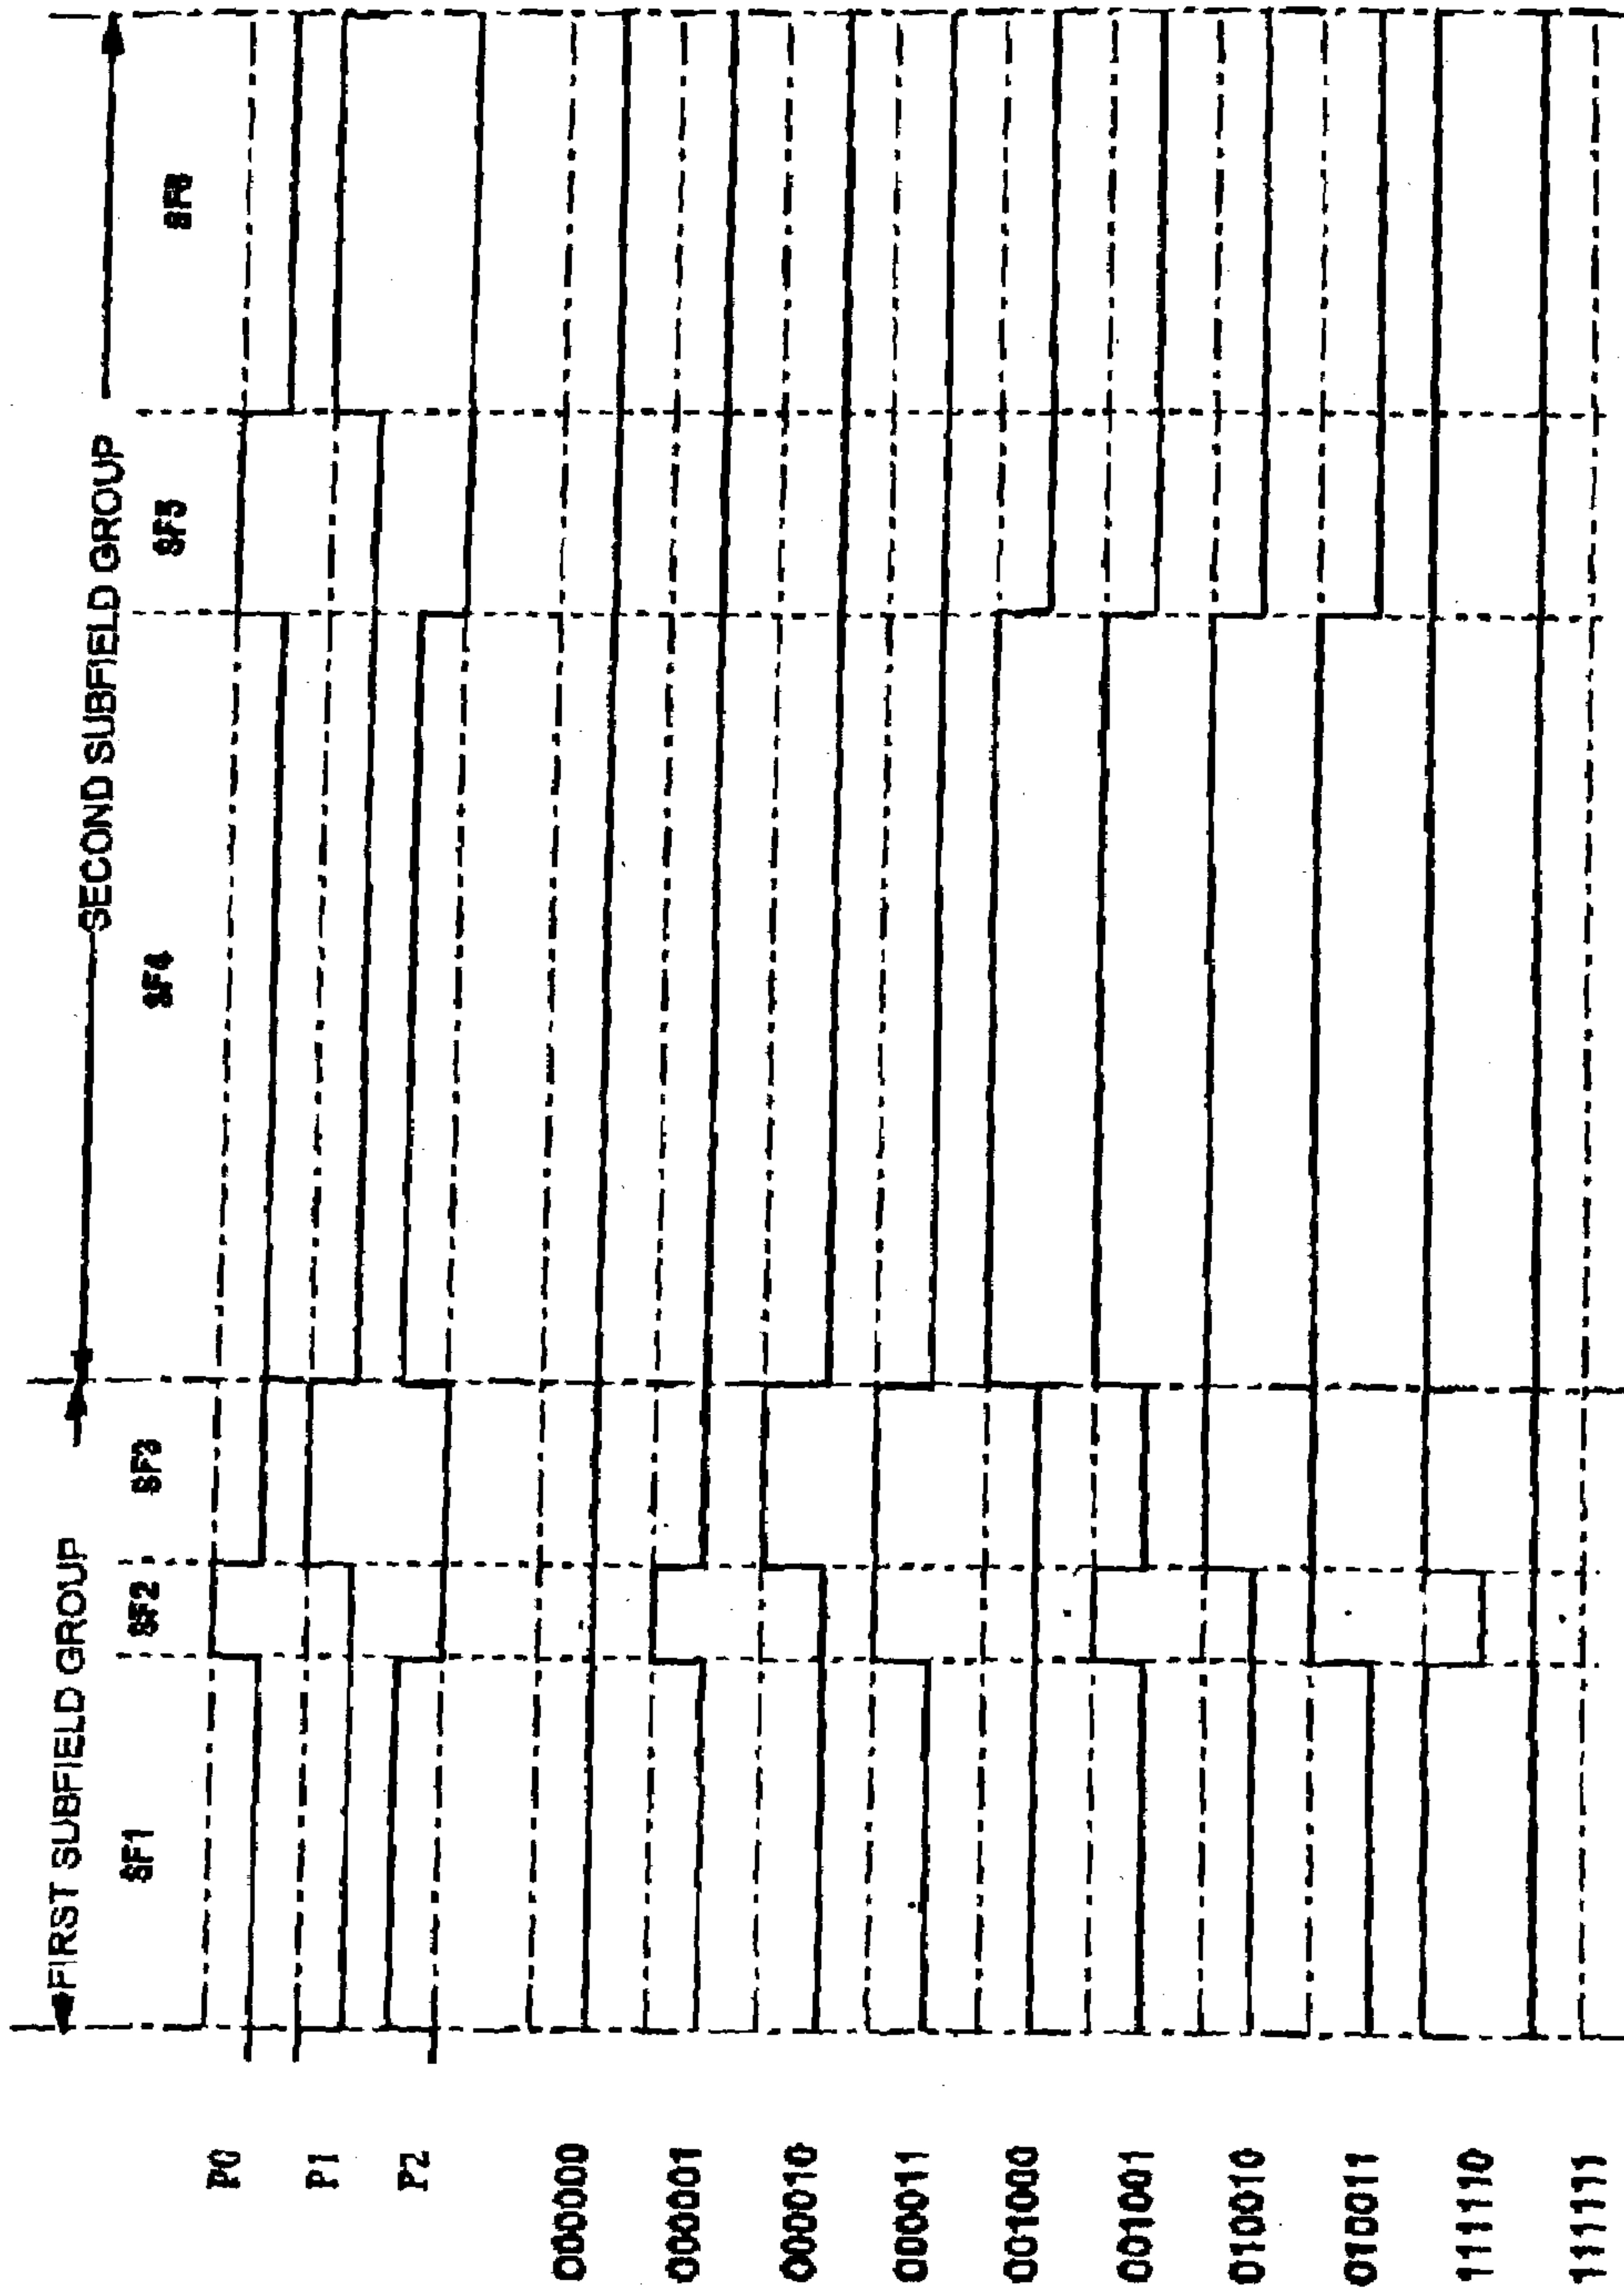 FIRST SUBFIELD GROUP
SECOND SUBFIELD GROUP
SF1
SF2
SF3
SF4
SF5
SF6
P0
P1
P2
000000
000001
000010
000011
001000
001001
010010
010011
111110
111111